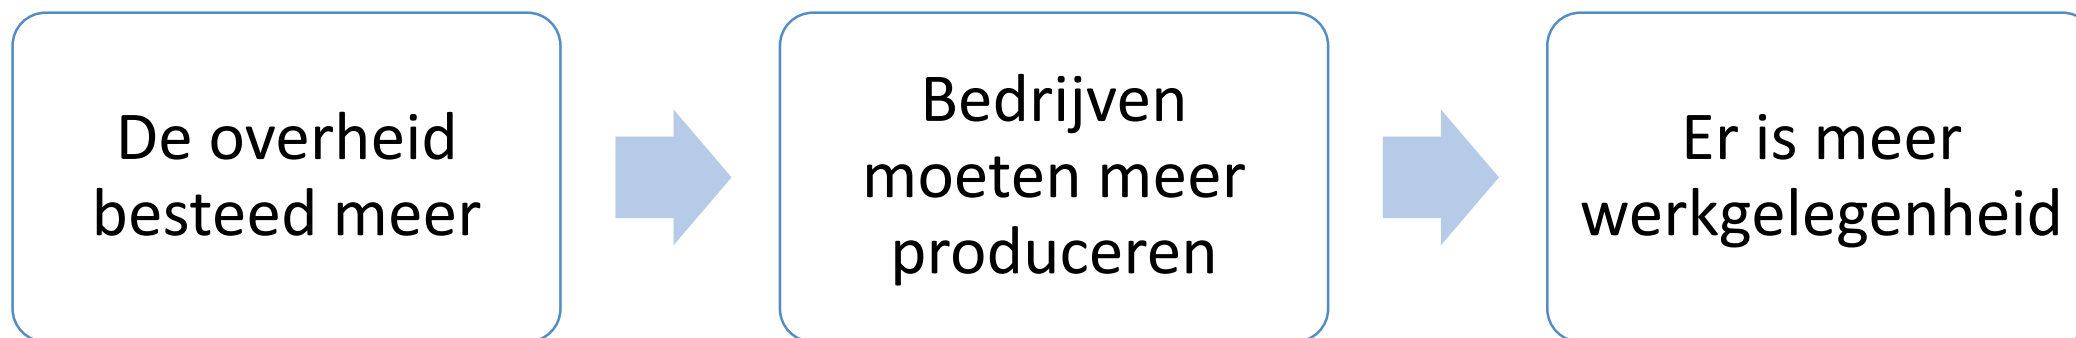 De overheid
besteed meer
Bedrijven
moeten meer
produceren
Er is meer
werkgelegenheid